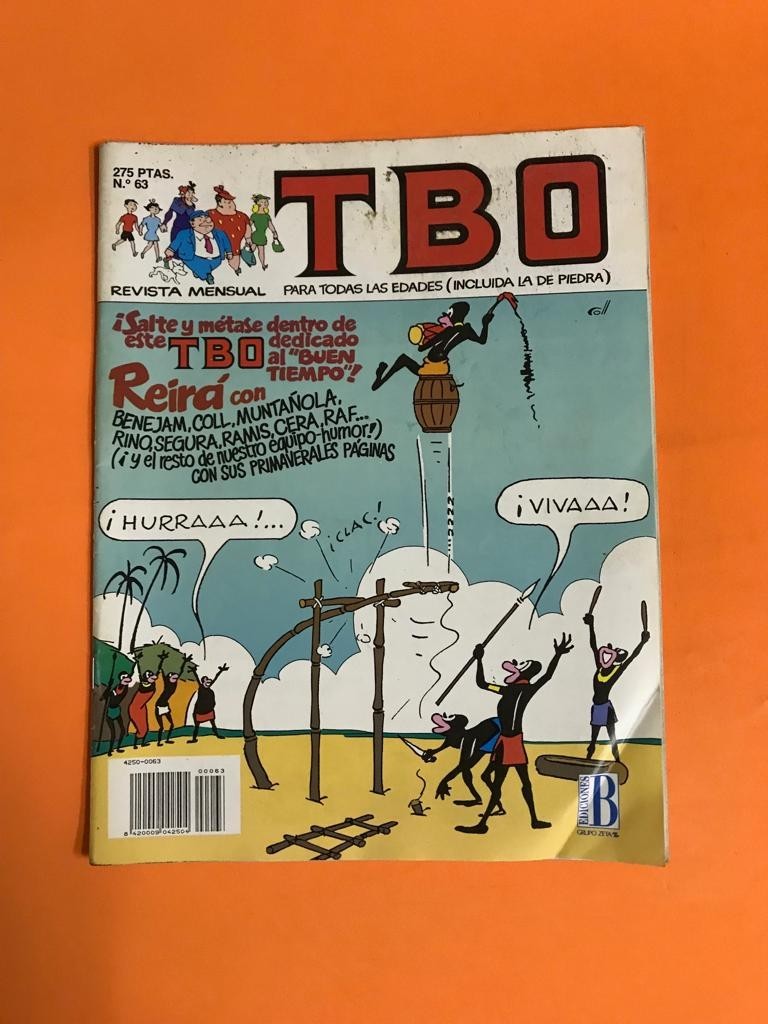 275 PTAS.
N.º 63
TBO
REVISTA MENSUAL
PARA TODAS LAS EDADES (INCLUIDA LA DE PIEDRA)
Coll
¡Salte y métase dentro de
este TBO dedicado
al "BUEN
TIEMPO"!
Reirá con
BENEJAM, COLL, MUNTAÑOLA,
RINO, SEGURA, RAMIS, CERA, RAF...
(¡y el resto de nuestro equipo-humor!)
CON SUS PRIMAVERALES PÁGINAS
¡HURRAAA!...
¡CLAC!
¡VIVAAA!
4250-0063
00063
8 420009 042504
EDICIONES
B
GRUPO ZETA